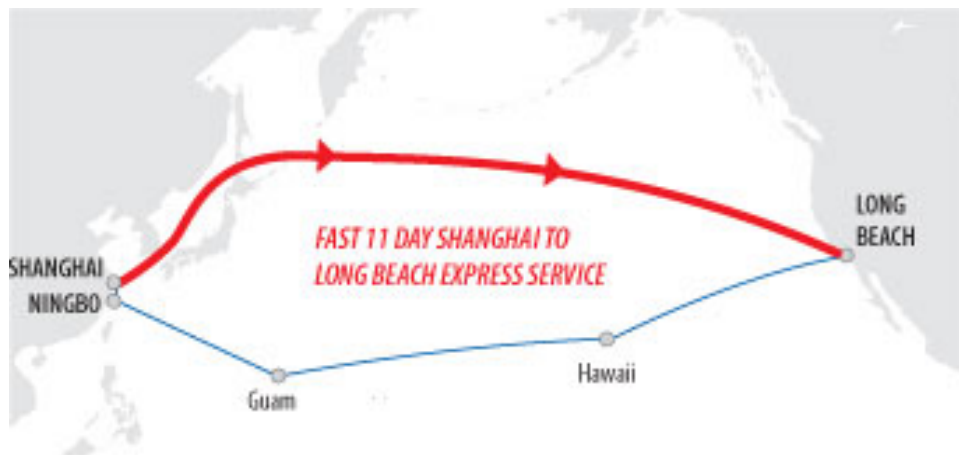 FAST 11 DAY SHANGHAI TO
LONG BEACH EXPRESS SERVICE
LONG
BEACH
SHANGHAI
NINGBO
Guam
Hawaii